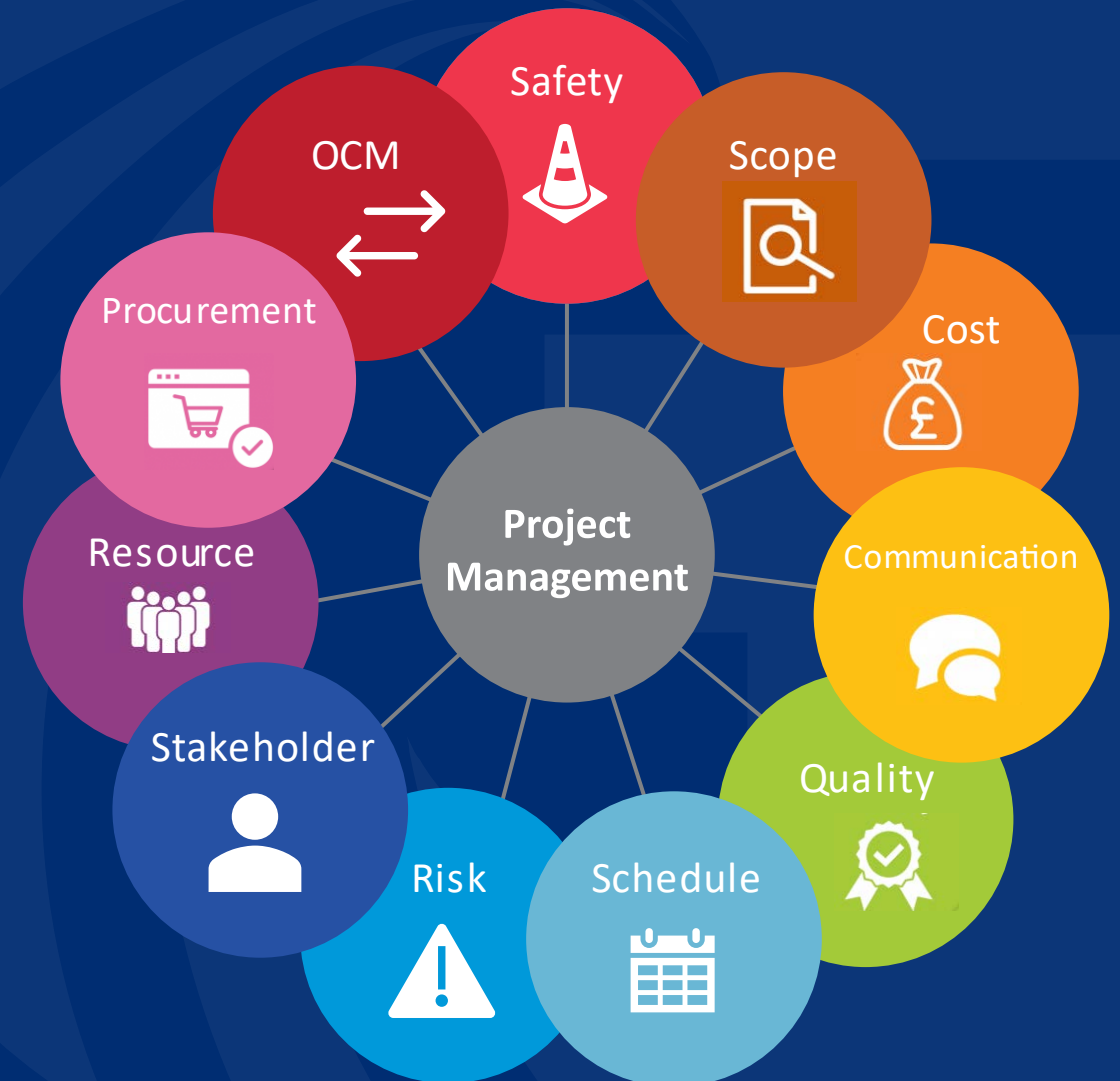 Safety
OCM
Scope
Procurement
Cost
£
Project
Management
Resource
Communication
Stakeholder
Quality
Risk
Schedule